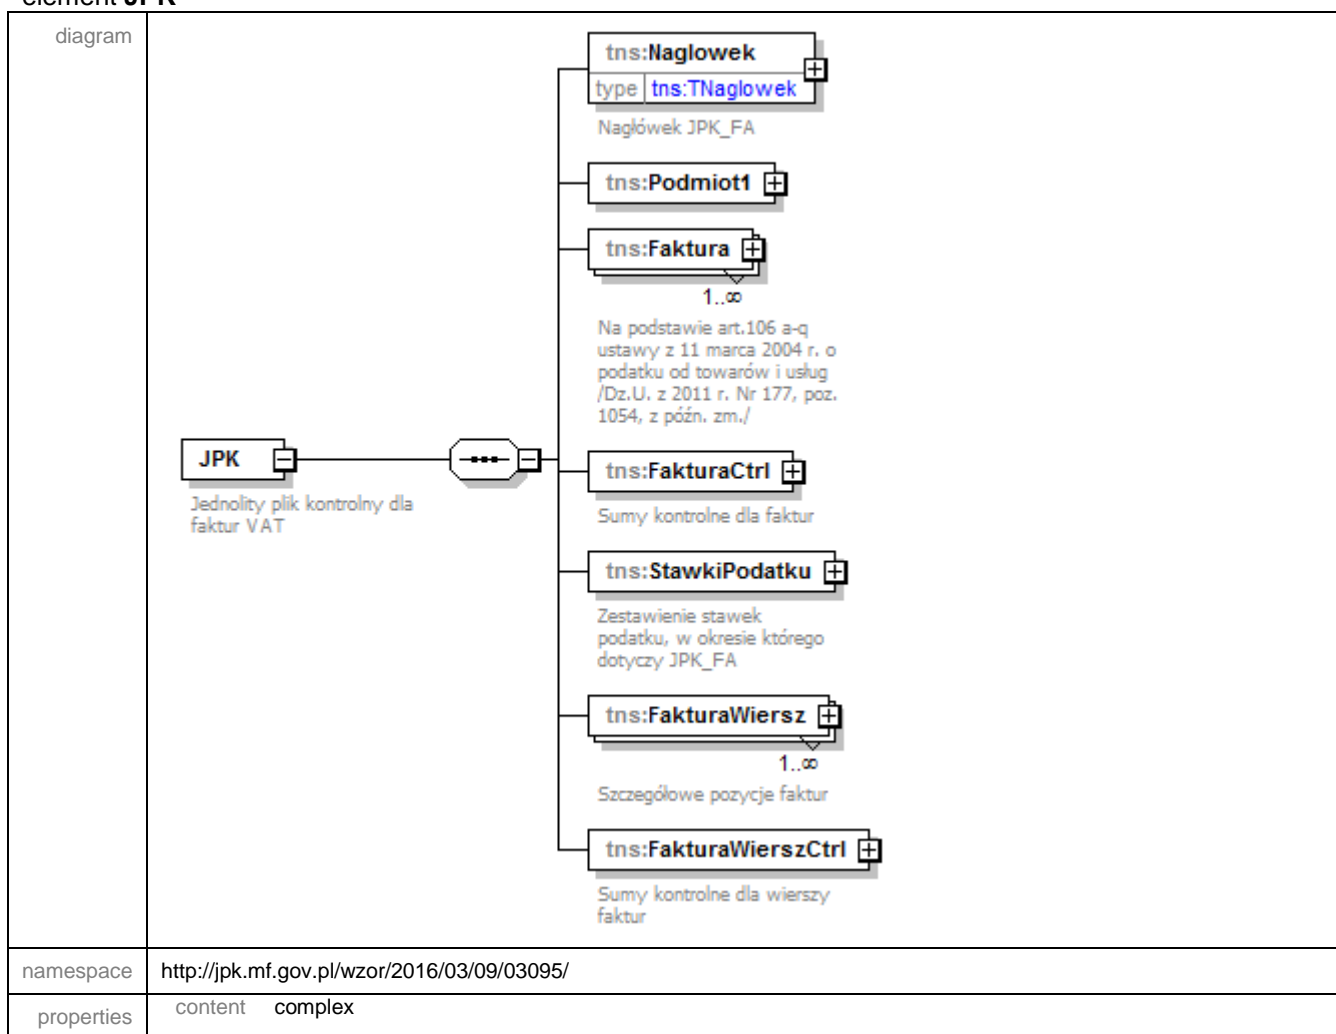 element JPK
diagram
tns:Naglowek
type tns:TNaglowek
Nagłówek JPK_FA
tns:Podmiot1
tns:Faktura
1..∞
Na podstawie art.106 a-q
ustawy z 11 marca 2004 r. o
podatku od towarów i usług
/Dz.U. z 2011 r. Nr 177, poz.
1054, z późn. zm./
JPK
Jednolity plik kontrolny dla
faktur VAT
tns:FakturaCtrl
Sumy kontrolne dla faktur
tns:StawkiPodatku
Zestawienie stawek
podatku, w okresie którego
dotyczy JPK_FA
tns:FakturaWiersz
1..∞
Szczegółowe pozycje faktur
tns:FakturaWierszCtrl
Sumy kontrolne dla wierszy
faktur
namespace http://jpk.mf.gov.pl/wzor/2016/03/09/03095/
properties content complex